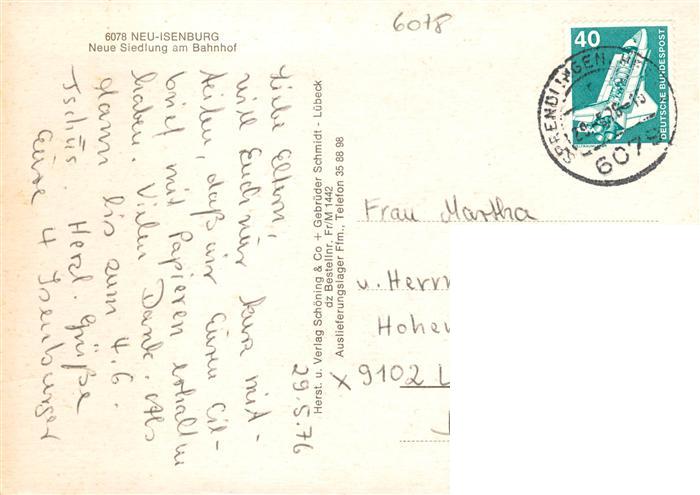 6078 NEU-ISENBURG
Neue Siedlung am Bahnhof
6078
40
DEUTSCHE BUNDESPOST
SPRENDLINGEN
6079
29.5.76
Liebe Eltern,
will Euch nur kurz mit-
teilen, daß wir Euren Eil-
brief mit Papieren erhalten
haben. Vielen Dank. Also
dann bis zum 4.6.
Tschüs. Herzl. Grüße
Eure 4 Isenburger
Herst. u. Verlag Schöning & Co + Gebrüder Schmidt - Lübeck
dz Bestellnr. Fr/M 1442
Auslieferungslager Ffm., Telefon 35 88 98
Frau Martha
u. Herrn
Hohen
x 9102 L